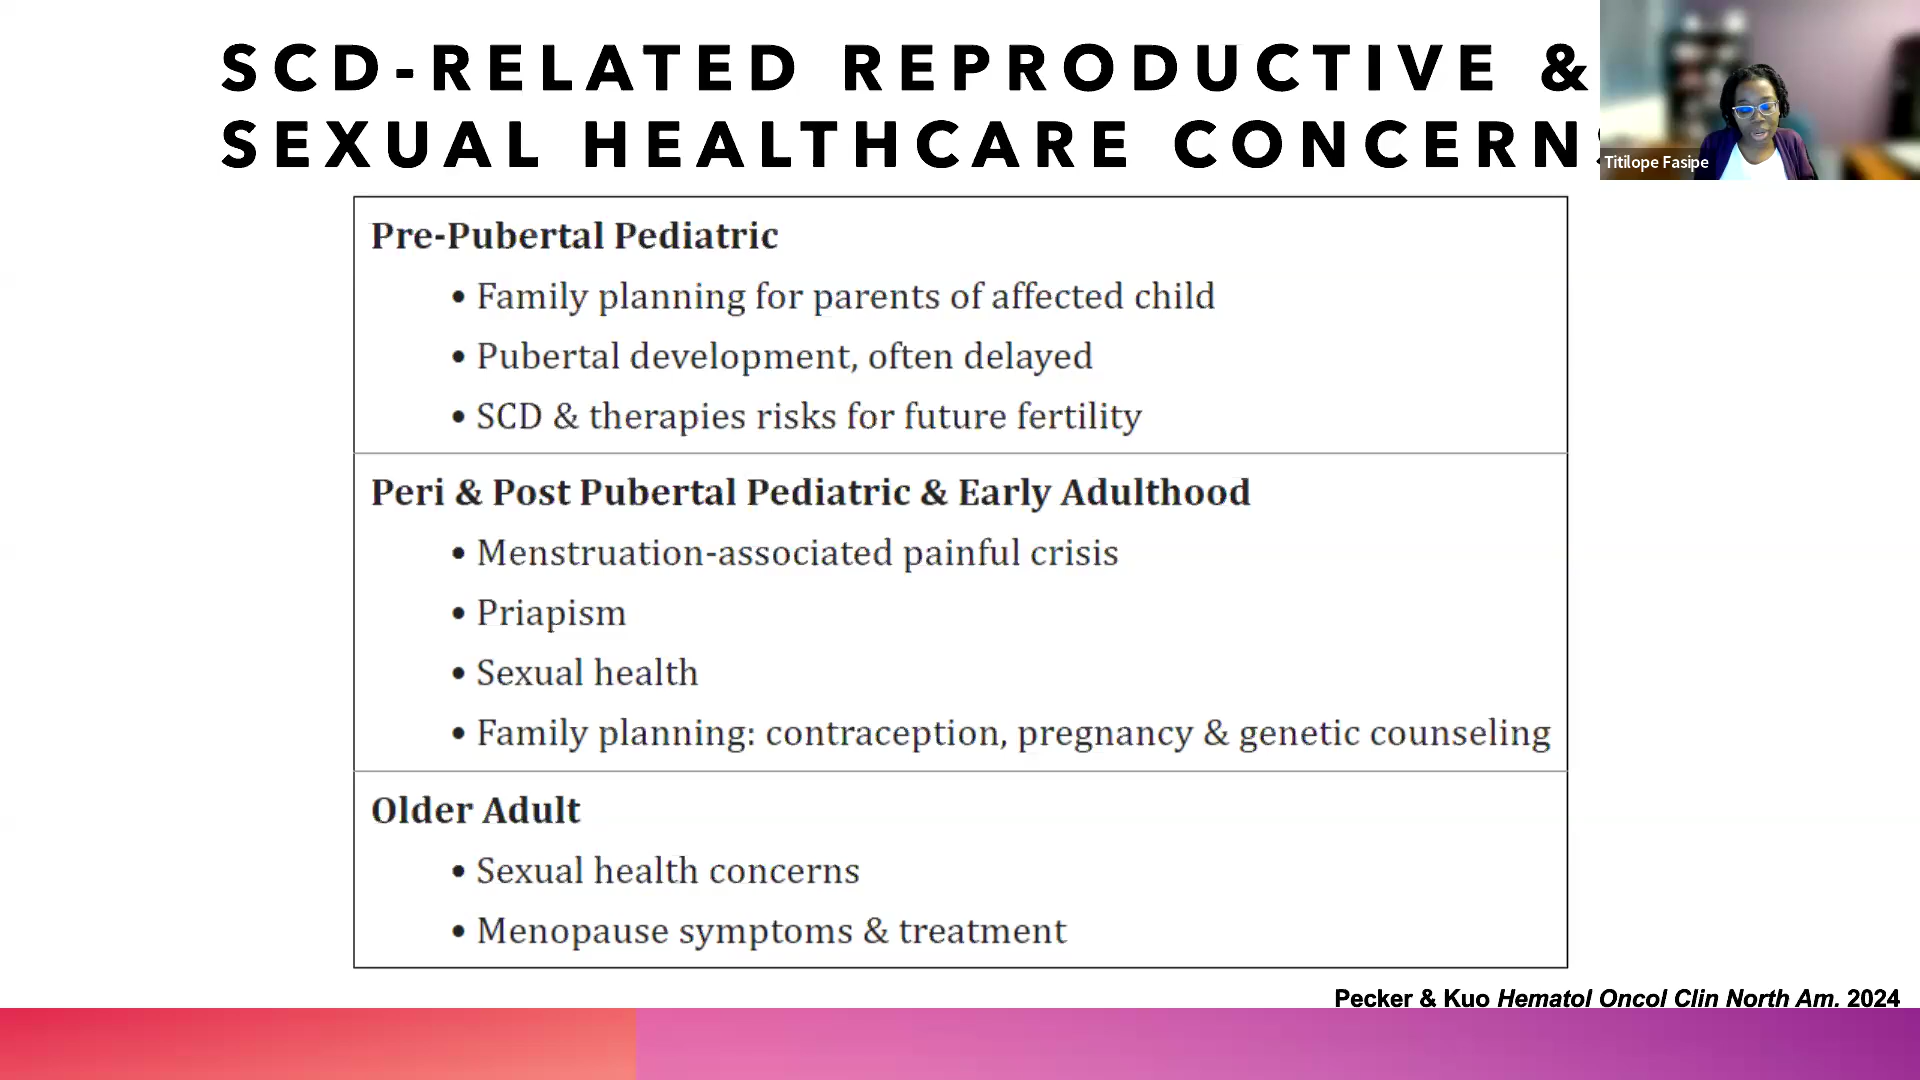 SCD-RELATED REPRODUCTIVE &
SEXUAL HEALTHCARE CONCERNS
Titilope Fasipe
Pre-Pubertal Pediatric
• Family planning for parents of affected child
• Pubertal development, often delayed
• SCD & therapies risks for future fertility
Peri & Post Pubertal Pediatric & Early Adulthood
• Menstruation-associated painful crisis
• Priapism
• Sexual health
• Family planning: contraception, pregnancy & genetic counseling
Older Adult
• Sexual health concerns
• Menopause symptoms & treatment
Pecker & Kuo Hematol Oncol Clin North Am. 2024